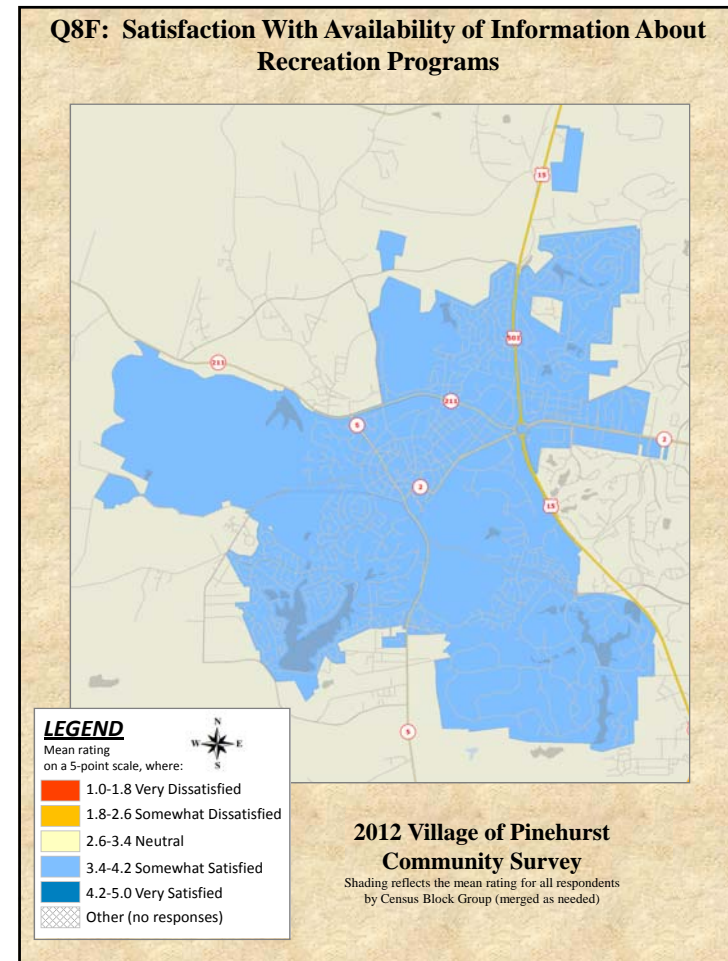 Q8F: Satisfaction With Availability of Information About
Recreation Programs
15
501
211
211
5
2
2
15
5
LEGEND
Mean rating
on a 5-point scale, where:
N
W E
S
1.0-1.8 Very Dissatisfied
1.8-2.6 Somewhat Dissatisfied
2.6-3.4 Neutral
3.4-4.2 Somewhat Satisfied
4.2-5.0 Very Satisfied
Other (no responses)
2012 Village of Pinehurst
Community Survey
Shading reflects the mean rating for all respondents
by Census Block Group (merged as needed)